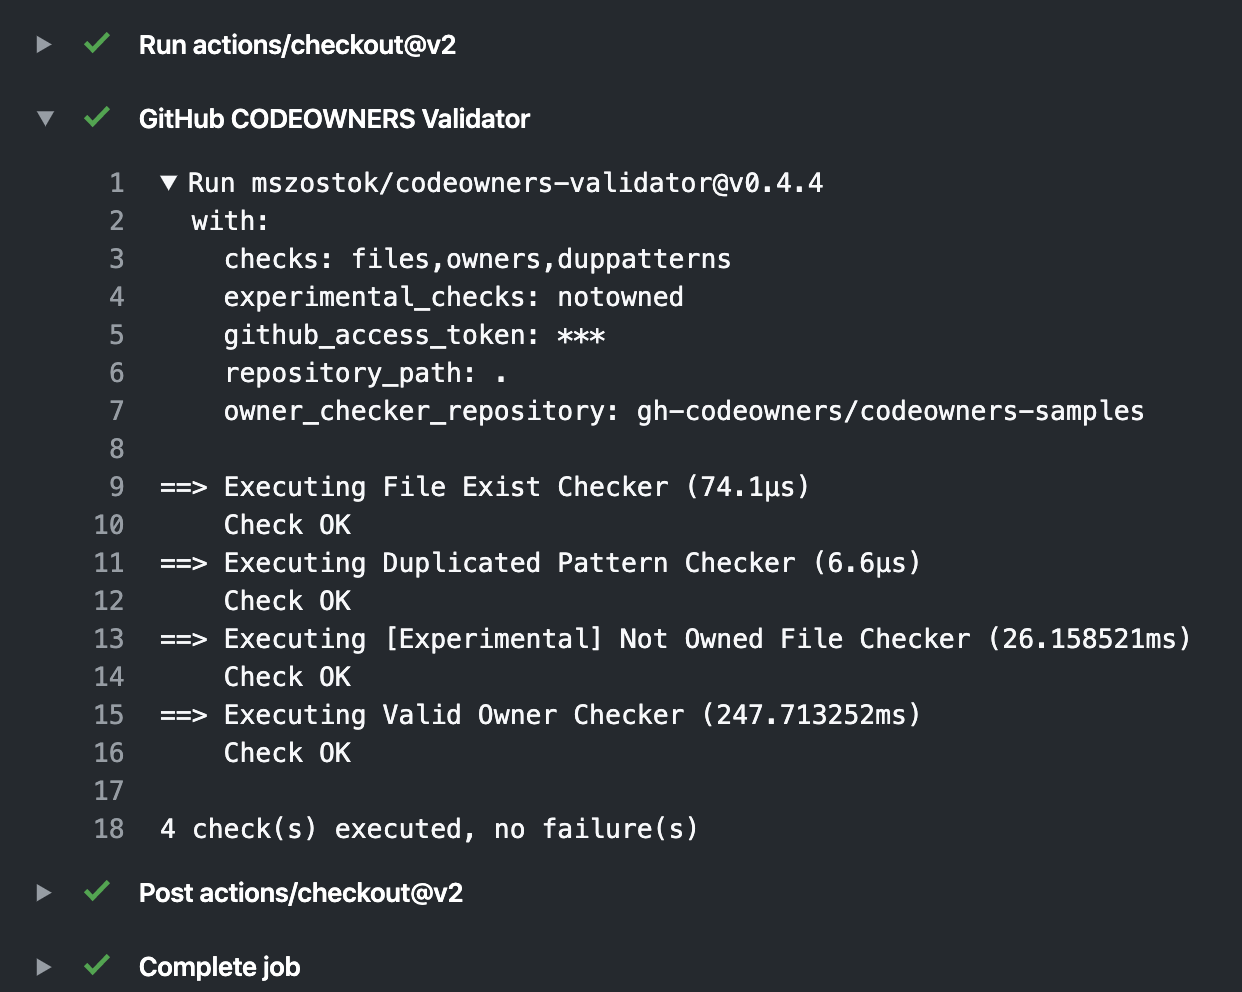 Run actions/checkout@v2
GitHub CODEOWNERS Validator
1 Run mszostok/codeowners-validator@v0.4.4
2 with:
3 checks: files,owners,duppatterns
4 experimental_checks: notowned
5 github_access_token: ***
6 repository_path: .
7 owner_checker_repository: gh-codeowners/codeowners-samples
8
9 ==> Executing File Exist Checker (74.1µs)
10 Check OK
11 ==> Executing Duplicated Pattern Checker (6.6µs)
12 Check OK
13 ==> Executing [Experimental] Not Owned File Checker (26.158521ms)
14 Check OK
15 ==> Executing Valid Owner Checker (247.713252ms)
16 Check OK
17
18 4 check(s) executed, no failure(s)
Post actions/checkout@v2
Complete job